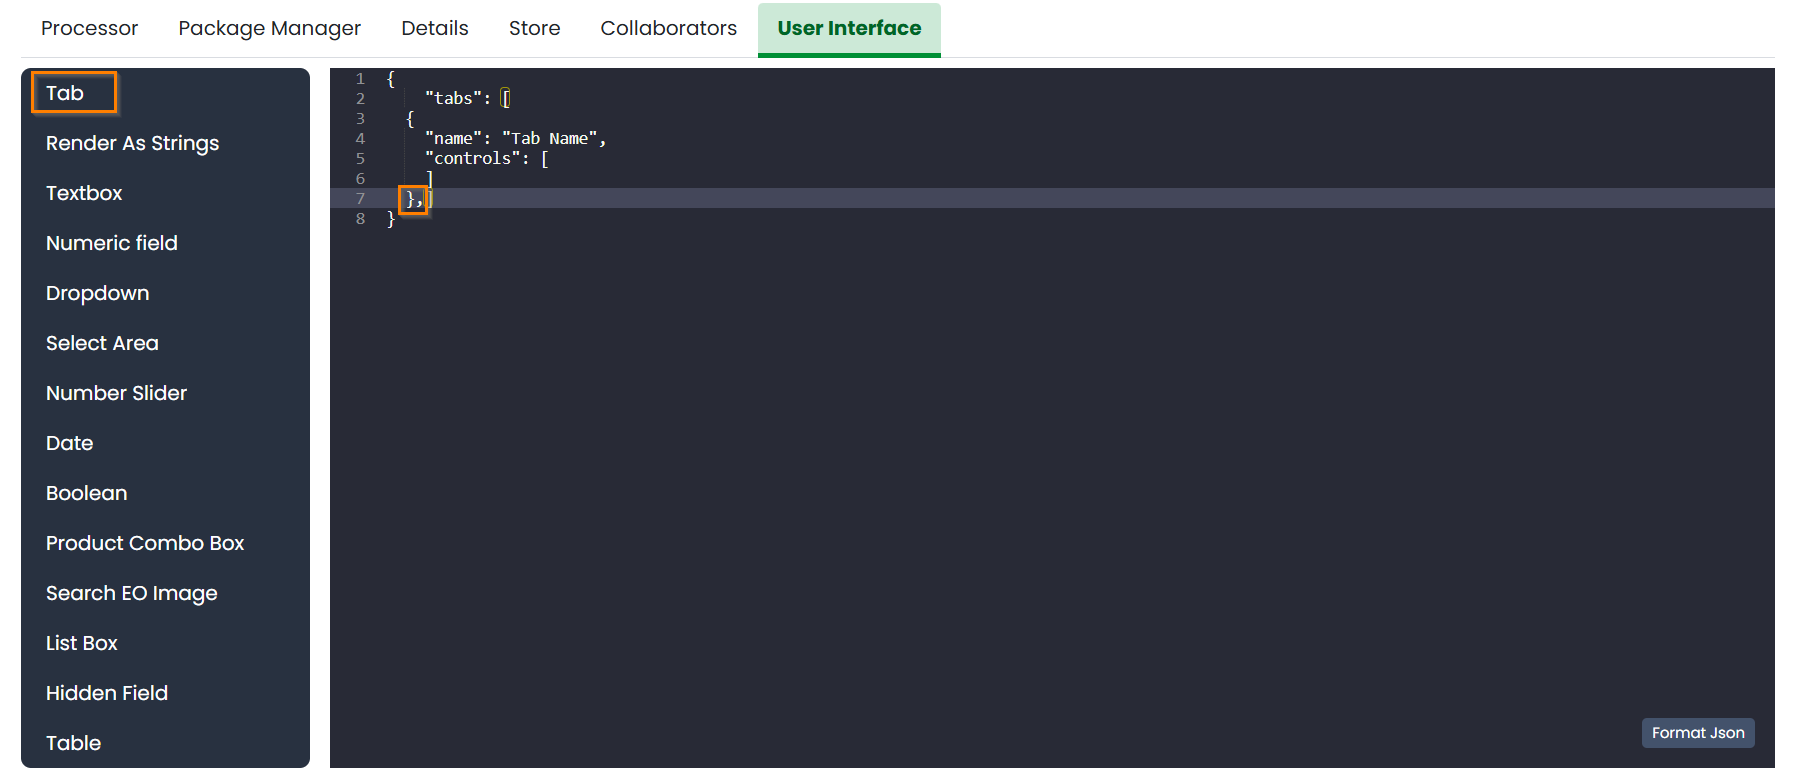 Processor Package Manager Details Store Collaborators User Interface
Tab
Render As Strings
Textbox
Numeric field
Dropdown
Select Area
Number Slider
Date
Boolean
Product Combo Box
Search EO Image
List Box
Hidden Field
Table
1 {
2 "tabs": [
3 {
4 "name": "Tab Name",
5 "controls": [
6 ]
7 },]
8 }
Format Json